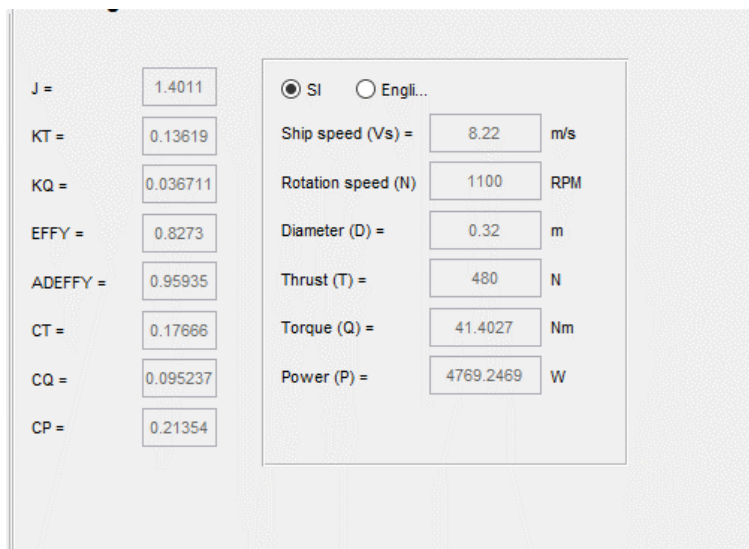 J = 1.4011
KT = 0.13619
KQ = 0.036711
EFFY = 0.8273
ADEFFY = 0.95935
CT = 0.17666
CQ = 0.095237
CP = 0.21354
SI Engli...
Ship speed (Vs) = 8.22 m/s
Rotation speed (N) 1100 RPM
Diameter (D) = 0.32 m
Thrust (T) = 480 N
Torque (Q) = 41.4027 Nm
Power (P) = 4769.2469 W